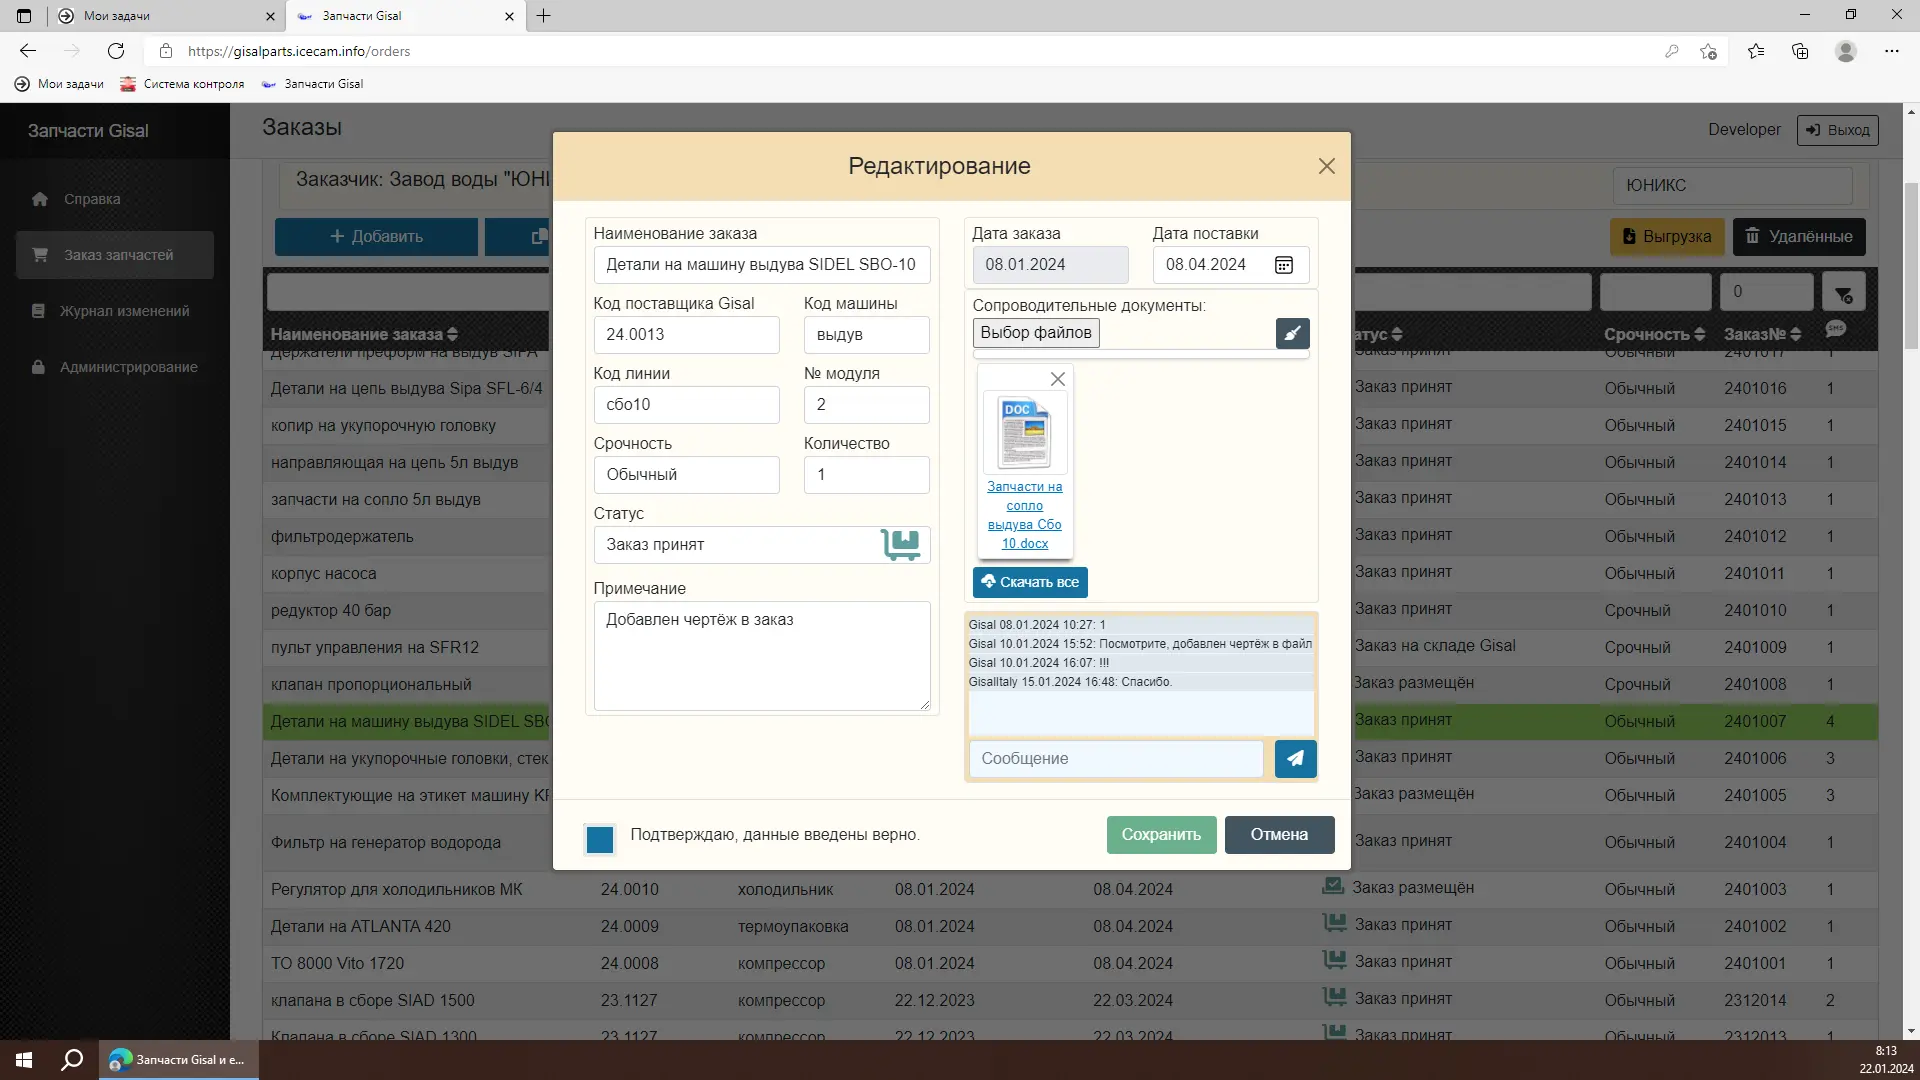 Мои задачи
Запчасти Gisal
https://gisalparts.icecam.info/orders
Мои задачи
Система контроля
Запчасти Gisal
Запчасти Gisal
Справка
Заказ запчастей
Журнал изменений
Администрирование
Заказы
Developer
Выход
Заказчик: Завод воды "ЮНИ
ЮНИКС
Добавить
Выгрузка
Удалённые
0
Наименование заказа
атус
Срочность
Заказ№
SMS
держатели преформ на выдув SIPA
Заказ принят Обычный 2401017 1
Детали на цепь выдува Sipa SFL-6/4
Заказ принят Обычный 2401016 1
копир на укупорочную головку
Заказ принят Обычный 2401015 1
направляющая на цепь 5л выдув
Заказ принят Обычный 2401014 1
запчасти на сопло 5л выдув
Заказ принят Обычный 2401013 1
фильтродержатель
Заказ принят Обычный 2401012 1
корпус насоса
Заказ принят Обычный 2401011 1
редуктор 40 бар
Заказ принят Срочный 2401010 1
пульт управления на SFR12
Заказ на складе Gisal Срочный 2401009 1
клапан пропорциональный
Заказ размещён Срочный 2401008 1
Детали на машину выдува SIDEL SBO
Заказ принят Обычный 2401007 4
Детали на укупорочные головки, стек
Заказ принят Обычный 2401006 3
Комплектующие на этикет машину KR
Заказ размещён Обычный 2401005 3
Фильтр на генератор водорода
Заказ принят Обычный 2401004 1
Регулятор для холодильников МК 24.0010 холодильник 08.01.2024 08.04.2024 Заказ размещён Обычный 2401003 1
Детали на ATLANTA 420 24.0009 термоупаковка 08.01.2024 08.04.2024 Заказ принят Обычный 2401002 1
ТО 8000 Vito 1720 24.0008 компрессор 08.01.2024 08.04.2024 Заказ принят Обычный 2401001 1
клапана в сборе SIAD 1500 23.1127 компрессор 22.12.2023 22.03.2024 Заказ принят Обычный 2312014 2
Клапана в сборе SIAD 1300 23.1127 компрессор 22.12.2023 22.03.2024 Заказ принят Обычный 2312013 1
Редактирование
Наименование заказа
Детали на машину выдува SIDEL SBO-10
Код поставщика Gisal
Код машины
24.0013
выдув
Код линии
№ модуля
сбо10
2
Срочность
Количество
Обычный
1
Статус
Заказ принят
Примечание
Добавлен чертёж в заказ
Дата заказа
Дата поставки
08.01.2024
08.04.2024
Сопроводительные документы:
Выбор файлов
DOC
Запчасти на
сопло
выдува Сбо
10.docx
Скачать все
Gisal 08.01.2024 10:27: 1
Gisal 10.01.2024 15:52: Посмотрите, добавлен чертёж в файл
Gisal 10.01.2024 16:07: !!!
GisalItaly 15.01.2024 16:48: Спасибо.
Сообщение
Подтверждаю, данные введены верно.
Сохранить
Отмена
Запчасти Gisal и е...
8:13
22.01.2024